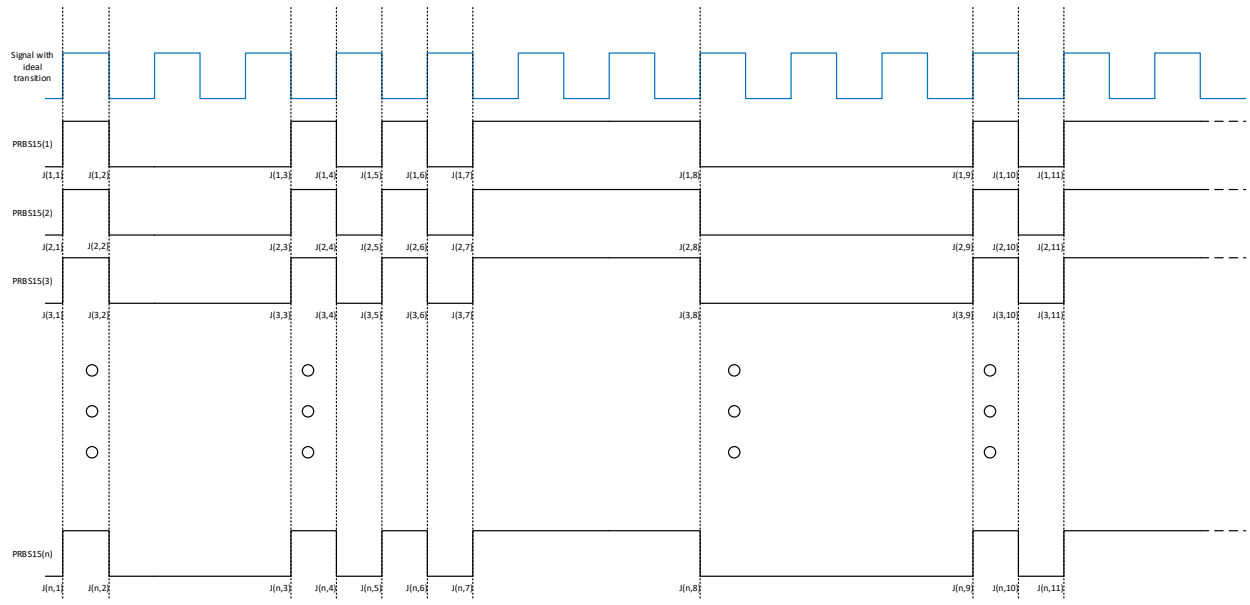 Signal with
ideal
transition
PRBS15(1)
J(1,1) J(1,2) J(1,3) J(1,4) J(1,5) J(1,6) J(1,7) J(1,8) J(1,9) J(1,10) J(1,11)
PRBS15(2)
J(2,1) J(2,2) J(2,3) J(2,4) J(2,5) J(2,6) J(2,7) J(2,8) J(2,9) J(2,10) J(2,11)
PRBS15(3)
J(3,1) J(3,2) J(3,3) J(3,4) J(3,5) J(3,6) J(3,7) J(3,8) J(3,9) J(3,10) J(3,11)
PRBS15(n)
J(n,1) J(n,2) J(n,3) J(n,4) J(n,5) J(n,6) J(n,7) J(n,8) J(n,9) J(n,10) J(n,11)